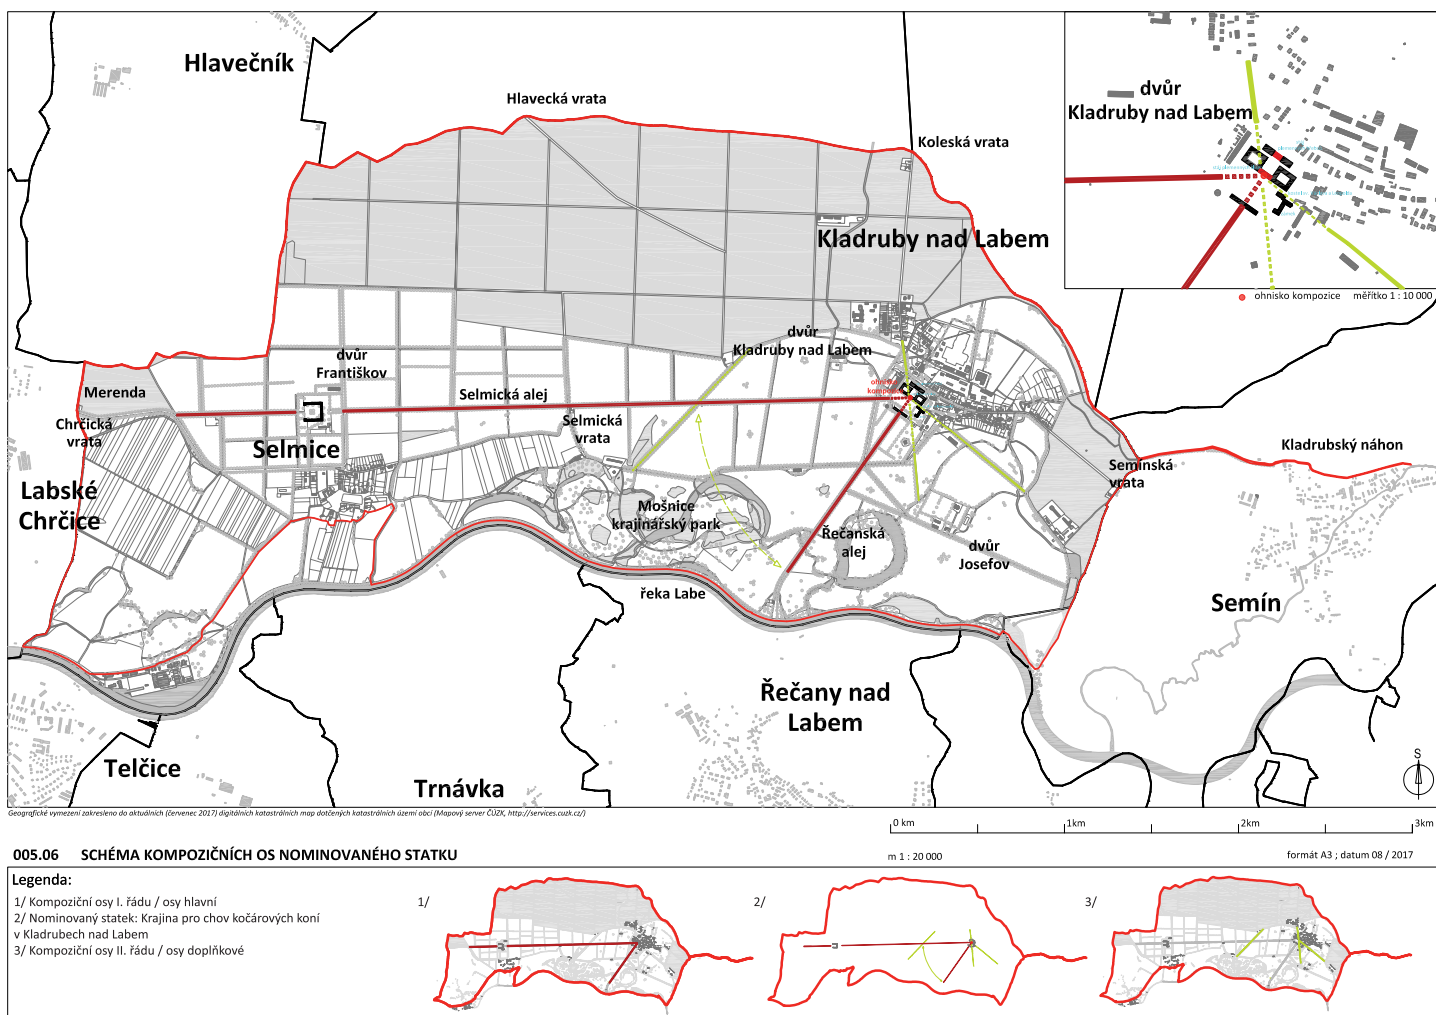 Hlavečník
Hlavecká vrata
Koleská vrata
dvůr
Kladruby nad Labem
ohnisko kompozice    měřítko 1 : 10 000
Kladruby nad Labem
dvůr
Kladruby nad Labem
dvůr
Františkov
Merenda
Selmická alej
ohnisko
Chrčická
vrata
Selmická
vrata
Selmice
Kladrubský náhon
Semínská
vrata
Labské
Chrčice
Mošnice
krajinářský park
Řečanská
alej
dvůr
Josefov
řeka Labe
Semín
Řečany nad
Labem
Telčice
Trnávka
S
Geografické vymezení zakresleno do aktuálních (červenec 2017) digitálních katastrálních map dotčených katastrálních území obcí (Mapový server ČÚZK, http://services.cuzk.cz/)
0 km    1km    2km    3km
005.06    SCHÉMA KOMPOZIČNÍCH OS NOMINOVANÉHO STATKU
m 1 : 20 000
formát A3 ; datum 08 / 2017
Legenda:
1/ Kompoziční osy I. řádu / osy hlavní
2/ Nominovaný statek: Krajina pro chov kočárových koní
v Kladrubech nad Labem
3/ Kompoziční osy II. řádu / osy doplňkové
1/
2/
3/